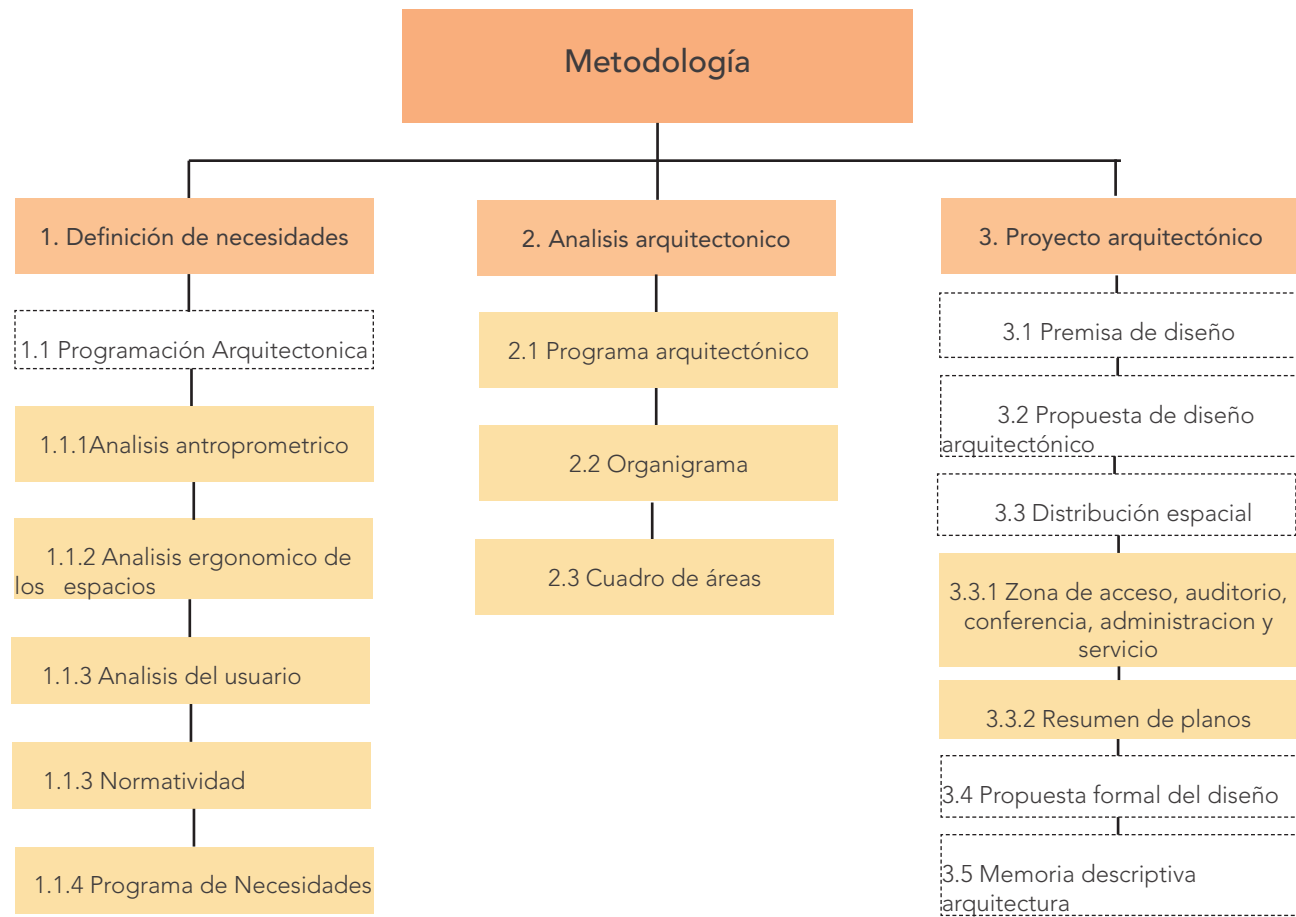 Metodología
1. Definición de necesidades
1.1 Programación Arquitectonica
1.1.1Analisis antroprometrico
1.1.2 Analisis ergonomico de
los espacios
1.1.3 Analisis del usuario
1.1.3 Normatividad
1.1.4 Programa de Necesidades
2. Analisis arquitectonico
2.1 Programa arquitectónico
2.2 Organigrama
2.3 Cuadro de áreas
3. Proyecto arquitectónico
3.1 Premisa de diseño
3.2 Propuesta de diseño
arquitectónico
3.3 Distribución espacial
3.3.1 Zona de acceso, auditorio,
conferencia, administracion y
servicio
3.3.2 Resumen de planos
3.4 Propuesta formal del diseño
3.5 Memoria descriptiva
arquitectura